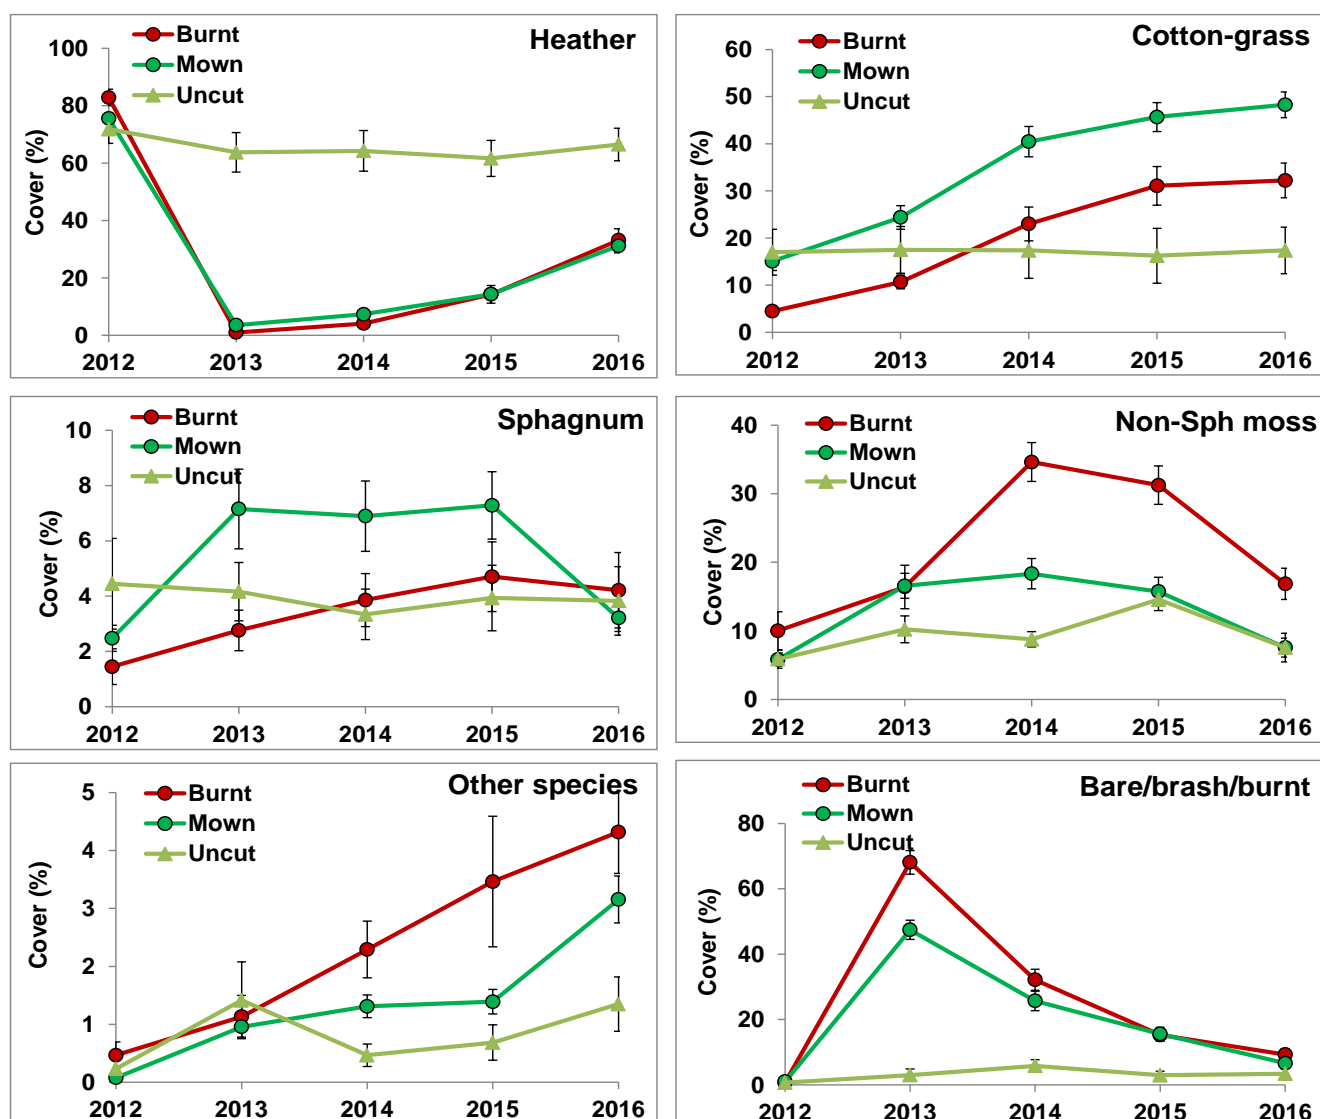 Heather
Burnt
Mown
Uncut
Cover (%)
100
80
60
40
20
0
2012 2013 2014 2015 2016
Cotton-grass
Burnt
Mown
Uncut
Cover (%)
60
50
40
30
20
10
0
2012 2013 2014 2015 2016
Sphagnum
Burnt
Mown
Uncut
Cover (%)
10
8
6
4
2
0
2012 2013 2014 2015 2016
Non-Sph moss
Burnt
Mown
Uncut
Cover (%)
40
30
20
10
0
2012 2013 2014 2015 2016
Other species
Burnt
Mown
Uncut
Cover (%)
5
4
3
2
1
0
2012 2013 2014 2015 2016
Bare/brash/burnt
Burnt
Mown
Uncut
Cover (%)
80
60
40
20
0
2012 2013 2014 2015 2016